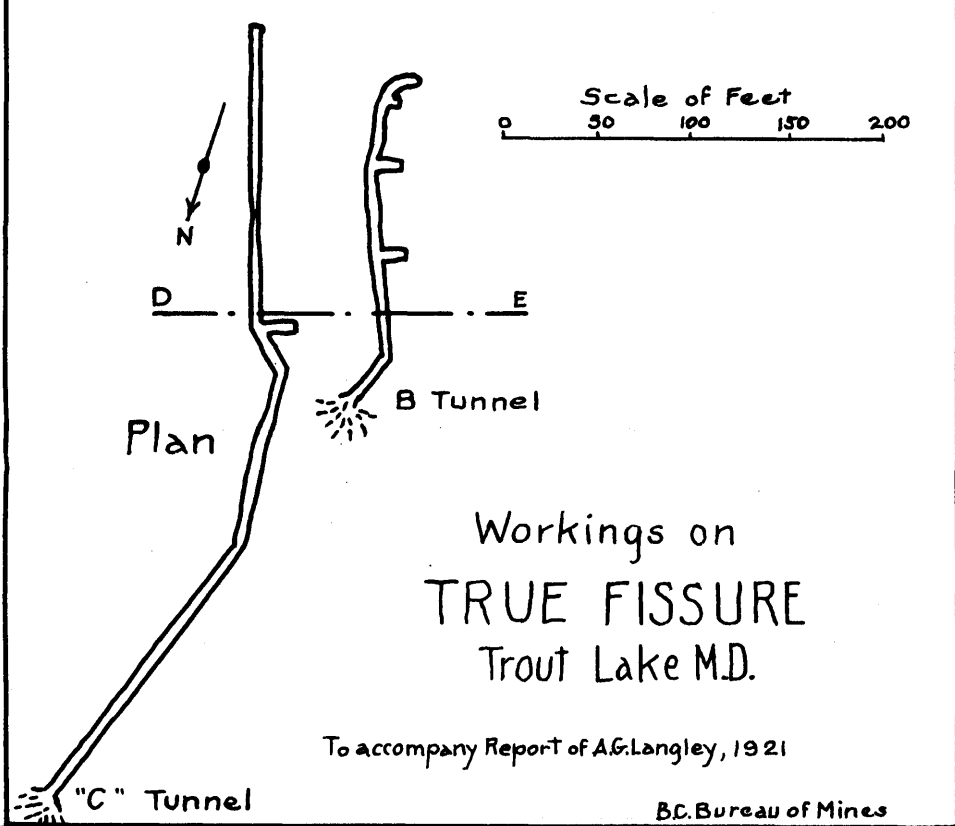 Scale of Feet
0 50 100 150 200
N
D E
B Tunnel
Plan
Workings on
TRUE FISSURE
Trout Lake M.D.
To accompany Report of A.G.Langley, 1921
"C" Tunnel
B.C. Bureau of Mines